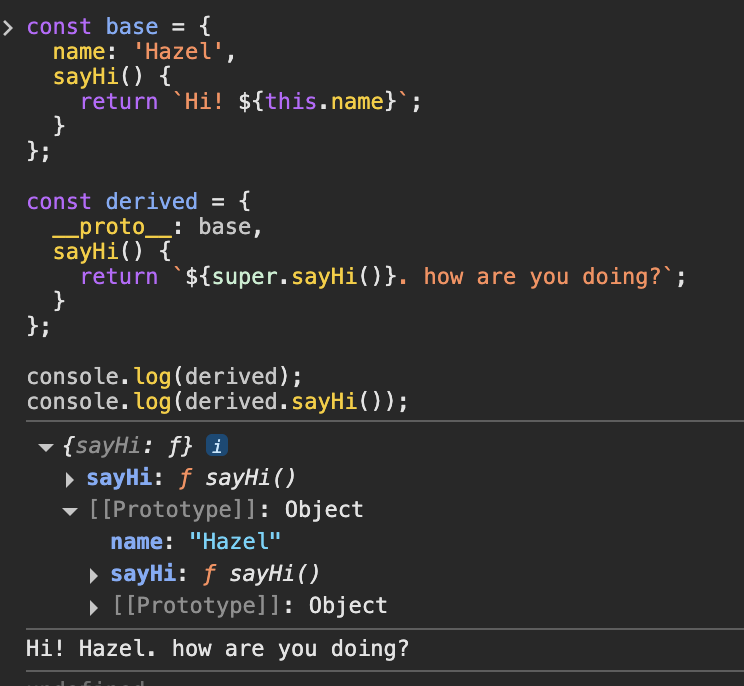 const base = {
  name: 'Hazel',
  sayHi() {
    return `Hi! ${this.name}`;
  }
};

const derived = {
  __proto__: base,
  sayHi() {
    return `${super.sayHi()}. how are you doing?`;
  }
};

console.log(derived);
console.log(derived.sayHi());
{sayHi: ƒ} i
sayHi: ƒ sayHi()
[[Prototype]]: Object
name: "Hazel"
sayHi: ƒ sayHi()
[[Prototype]]: Object
Hi! Hazel. how are you doing?